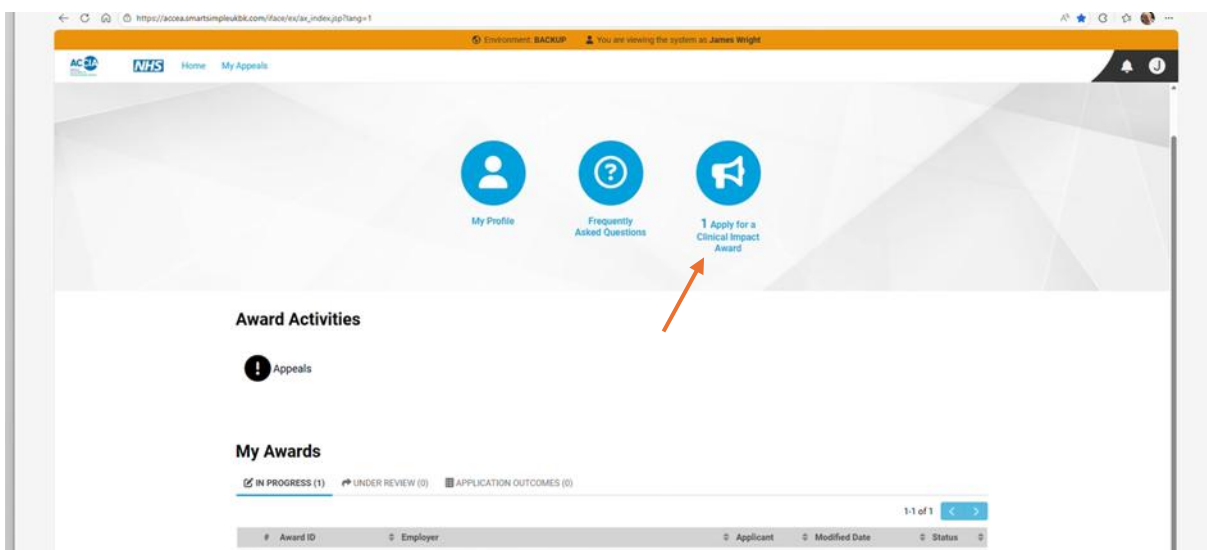 https://accea.smartsimpleukbk.com/iface/ex/ax_index.jsp?lang=1
Environment: BACKUP You are viewing the system as James Wright
ACCIA NHS Home My Appeals J
My Profile
Frequently
Asked Questions
1 Apply for a
Clinical Impact
Award
Award Activities
Appeals
My Awards
IN PROGRESS (1) UNDER REVIEW (0) APPLICATION OUTCOMES (0)
1-1 of 1
# Award ID Employer Applicant Modified Date Status